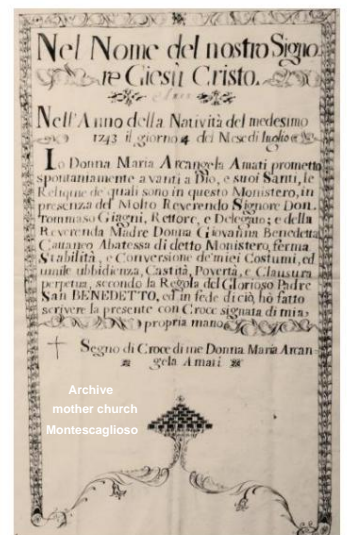 Nel Nome del nostro Signo
re Giesù Cristo.
Nell'Anno della Natività del medesimo
1743 il giorno 4 del Mese di luglio
Io Donna Maria Arcangela Amati prometto
spontaneamente avanti a Dio, e suoi Santi, le
Reliquie de quali sono in questo Monistero, in
presenza del Molto Reverendo Signore Don.
Tommaso Giagni, Rettore, e Delegato; e della
Reverenda Madre Donna Giovanna Benedetta
Cattaneo Abatessa di detto Monistero, ferma
Stabilità, e Conversione de'miei Costumi, ed
umile ubbidienza, Castità, Povertà, e Clausura
perpetua, secondo la Regola del Glorioso Padre
San BENEDETTO, ed in fede di ciò, hò fatto
scrivere la presente con Croce signata di mia,
propria mano
Segno di Croce di me Donna Maria Arcan-
gela Amati
Archive
mother church
Montescaglioso